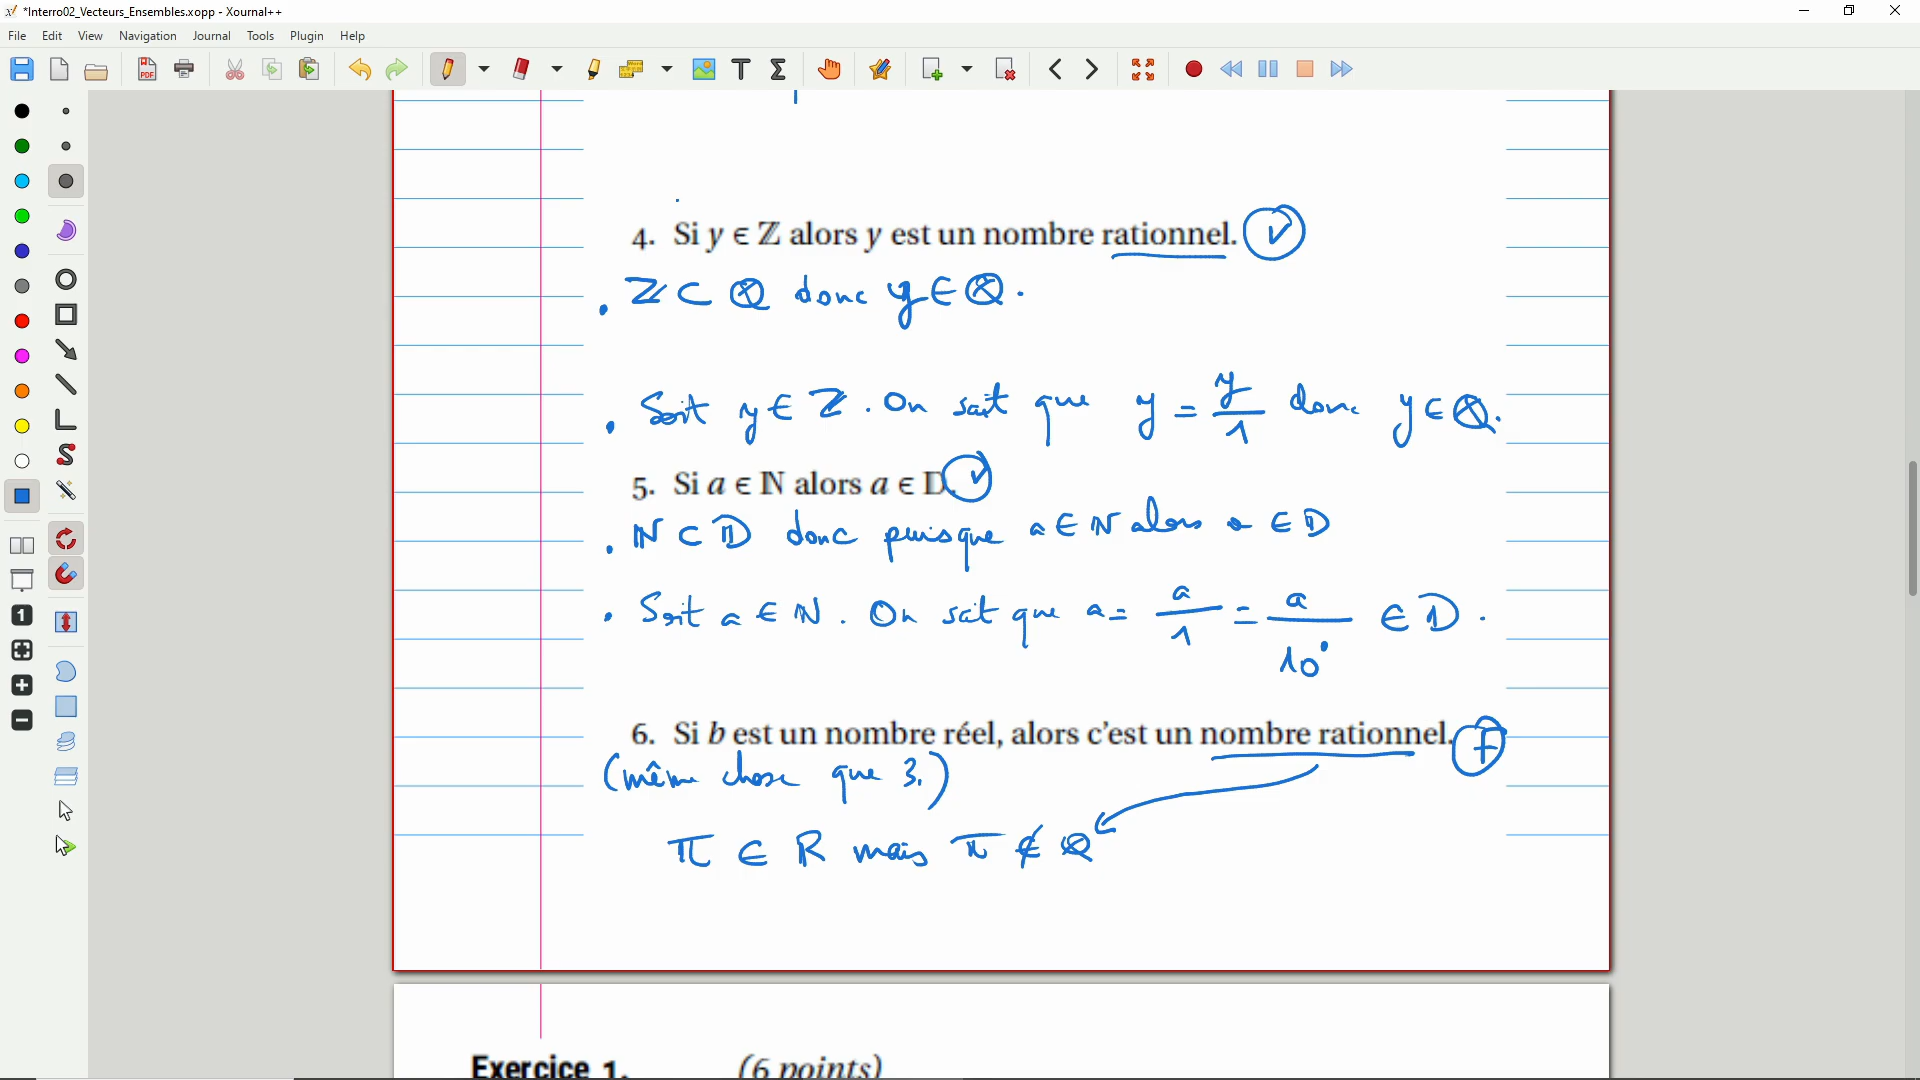 *Interro02_Vecteurs_Ensembles.xopp - Xournal++
File Edit View Navigation Journal Tools Plugin Help
4. Si y ∈ ℤ alors y est un nombre rationnel. V
• ℤ ⊂ ℚ donc y ∈ ℚ.
• Soit y ∈ ℤ. On sait que y = y/1 donc y ∈ ℚ.
5. Si a ∈ ℕ alors a ∈ 𝔻. V
• ℕ ⊂ 𝔻 donc puisque a ∈ ℕ alors a ∈ 𝔻
• Soit a ∈ ℕ. On sait que a = a/1 = a/10⁰ ∈ 𝔻.
6. Si b est un nombre réel, alors c'est un nombre rationnel. F
(même chose que 3.)
π ∈ ℝ mais π ∉ ℚ
Exercice 1. (6 points)